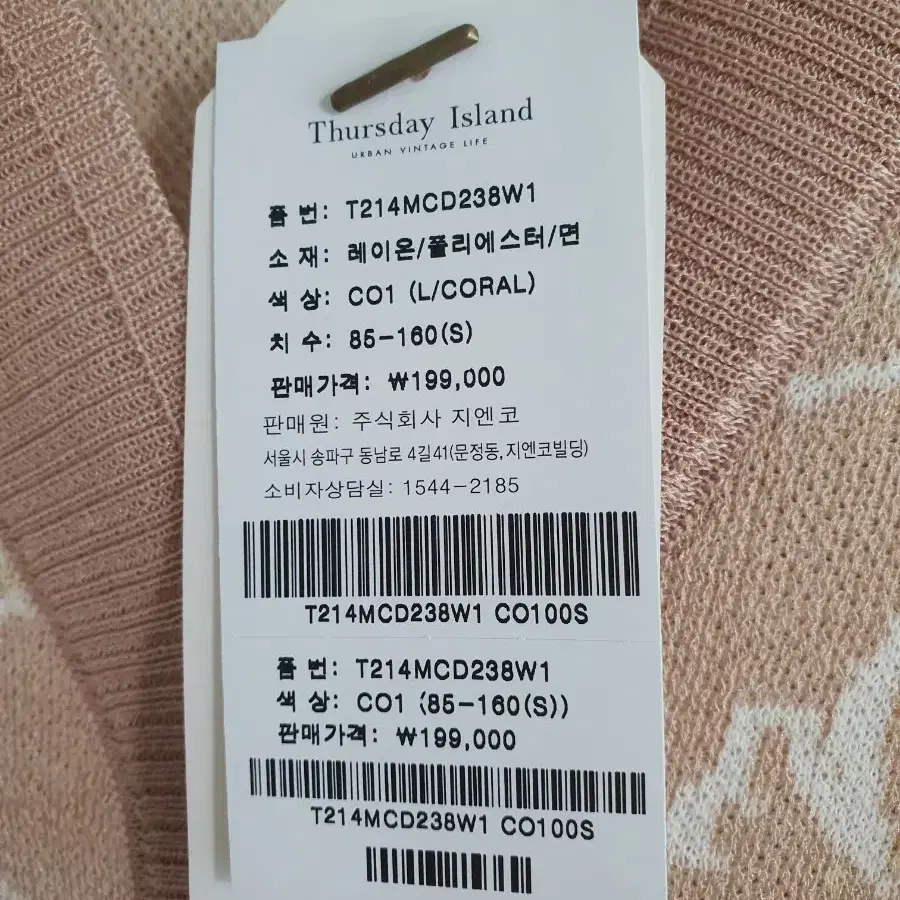 Thursday Island
URBAN VINTAGE LIFE
품 번: T214MCD238W1
소 재: 레이온/폴리에스터/면
색 상: CO1 (L/CORAL)
치 수: 85-160(S)
판매가격: ₩199,000
판매원: 주식회사 지엔코
서울시 송파구 동남로 4길41(문정동,지엔코빌딩)
소비자상담실: 1544-2185
T214MCD238W1 CO100S
품 번: T214MCD238W1
색 상: CO1 (85-160(S))
판매가격: ₩199,000
T214MCD238W1 CO100S